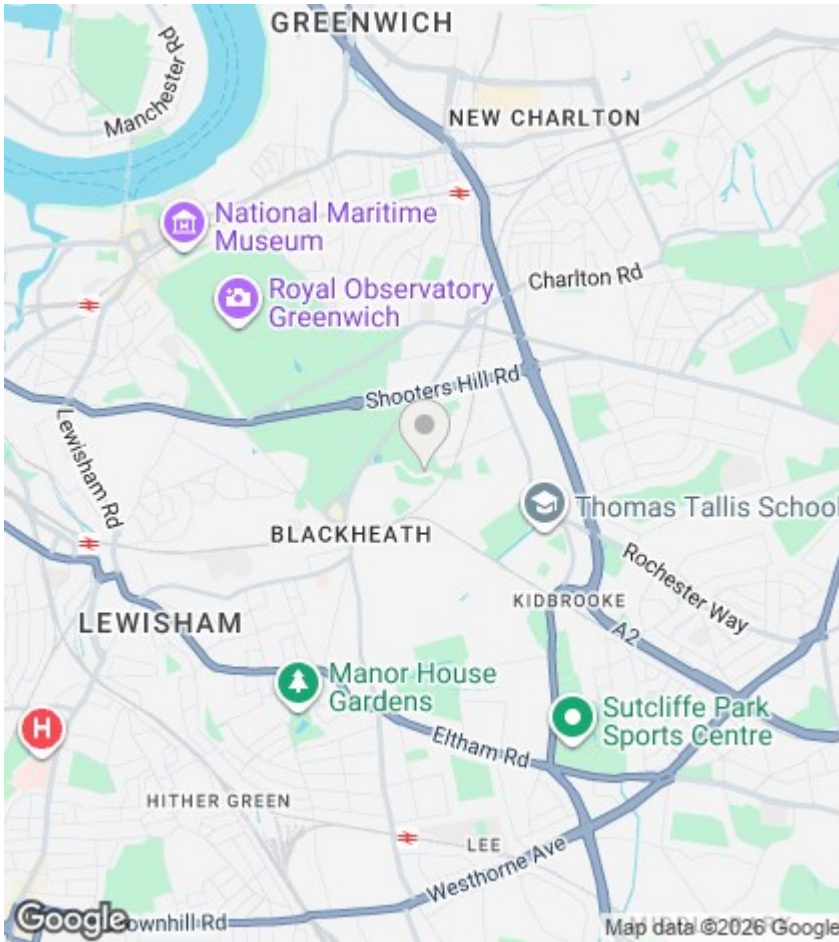 GREENWICH
Manchester Rd
NEW CHARLTON
National Maritime
Museum
Charlton Rd
Royal Observatory
Greenwich
Shooters Hill Rd
Lewisham Rd
Thomas Tallis School
BLACKHEATH
Rochester Way
KIDBROOKE
LEWISHAM
A2
Manor House
Gardens
Sutcliffe Park
Sports Centre
H
Eltham Rd
HITHER GREEN
LEE
Westhorne Ave
Google
Map data ©2026 Google